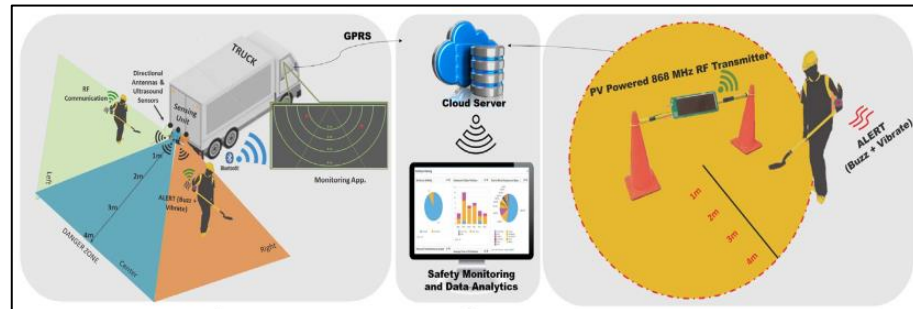 TRUCK
GPRS
Directional
Antennas &
Ultrasound
Sensors
RF
Communication
Sensing
Unit
Bluetooth
Monitoring App.
1m
2m
3m
4m
ALERT (Buzz +
Vibrate)
Left
Center
Right
DANGER ZONE
Cloud Server
Safety Monitoring
and Data Analytics
PV Powered 868 MHz RF Transmitter
1m
2m
3m
4m
ALERT
(Buzz + Vibrate)